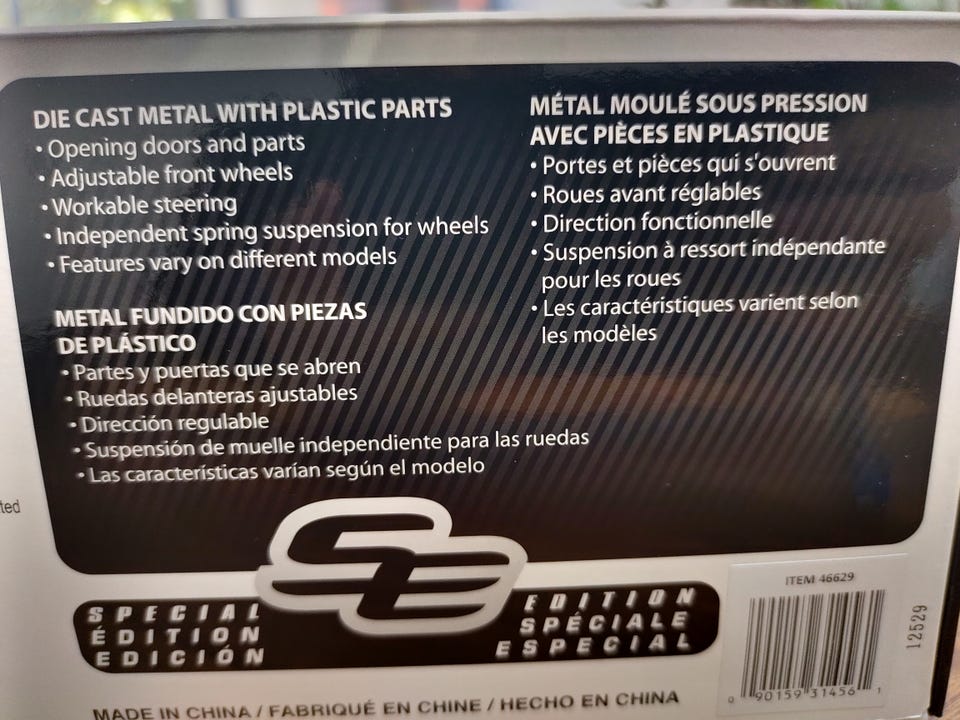 DIE CAST METAL WITH PLASTIC PARTS
• Opening doors and parts
• Adjustable front wheels
• Workable steering
• Independent spring suspension for wheels
• Features vary on different models
METAL FUNDIDO CON PIEZAS
DE PLÁSTICO
• Partes y puertas que se abren
• Ruedas delanteras ajustables
• Dirección regulable
• Suspensión de muelle independiente para las ruedas
• Las características varían según el modelo
MÉTAL MOULÉ SOUS PRESSION
AVEC PIÈCES EN PLASTIQUE
• Portes et pièces qui s'ouvrent
• Roues avant réglables
• Direction fonctionnelle
• Suspension à ressort indépendante
pour les roues
• Les caractéristiques varient selon
les modèles
SE
SPECIAL EDITION
ÉDITION SPÉCIALE
EDICIÓN ESPECIAL
ITEM 46629
0 90159 31456 1
12529
MADE IN CHINA / FABRIQUÉ EN CHINE / HECHO EN CHINA